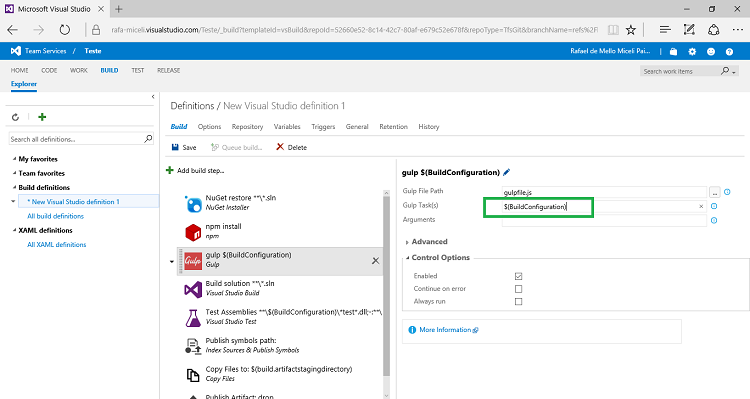 Microsoft Visual Studio
rafa-miceli.visualstudio.com/Teste/_build?templateId=vsBuild&repoId=52660e52-8c14-42c7-80af-e679c52e678f&repoType=TfsGit&branchName=refs%2F
Team Services / Teste
Rafael de Mello Miceli Pai...
HOME CODE WORK BUILD TEST RELEASE
Search work items
Explorer
Search all definitions...
My favorites
Team favorites
Build definitions
* New Visual Studio definition 1
All build definitions
XAML definitions
All XAML definitions
Definitions / New Visual Studio definition 1
Build Options Repository Variables Triggers General Retention History
Save Queue build... Delete
Add build step...
NuGet restore **\*.sln
NuGet Installer
npm install
npm
Gulp
gulp $(BuildConfiguration)
Gulp
Build solution **\*.sln
Visual Studio Build
Test Assemblies **\$(BuildConfiguration)\*test*.dll;-:**\
Visual Studio Test
Publish symbols path:
Index Sources & Publish Symbols
Copy Files to: $(build.artifactstagingdirectory)
Copy Files
Publish Artifact: drop
gulp $(BuildConfiguration)
Gulp File Path
gulpfile.js
...
Gulp Task(s)
$(BuildConfiguration)
Arguments
Advanced
Control Options
Enabled
Continue on error
Always run
More Information